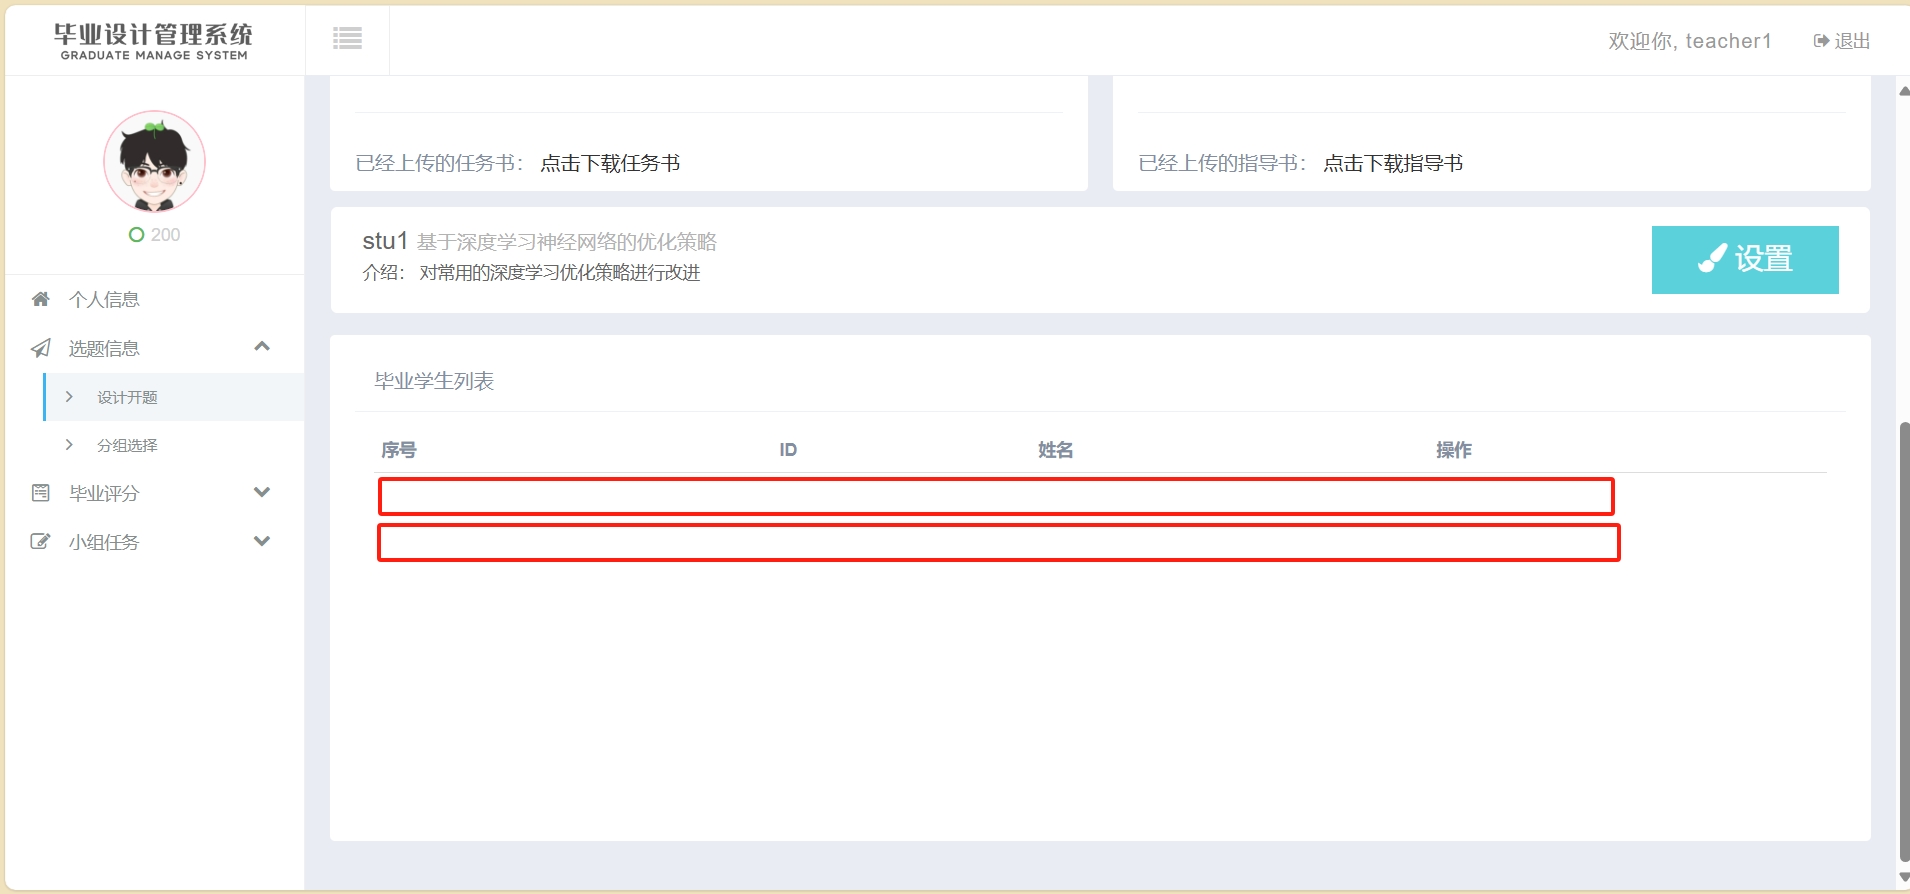 毕业设计管理系统
GRADUATE MANAGE SYSTEM
欢迎你, teacher1
退出
200
个人信息
选题信息
设计开题
分组选择
毕业评分
小组任务
已经上传的任务书： 点击下载任务书
已经上传的指导书： 点击下载指导书
stu1 基于深度学习神经网络的优化策略
介绍： 对常用的深度学习优化策略进行改进
设置
毕业学生列表
序号 ID 姓名 操作